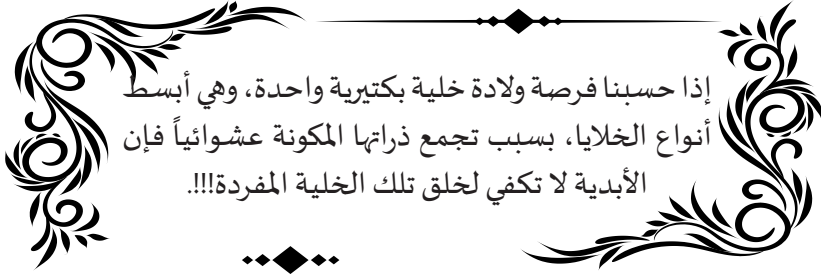 إذا حسبنا فرصة ولادة خلية بكتيرية واحدة، وهي أبسط
أنواع الخلايا، بسبب تجمع ذراتها المكونة عشوائياً فإن
الأبدية لا تكفي لخلق تلك الخلية المفردة!!!.